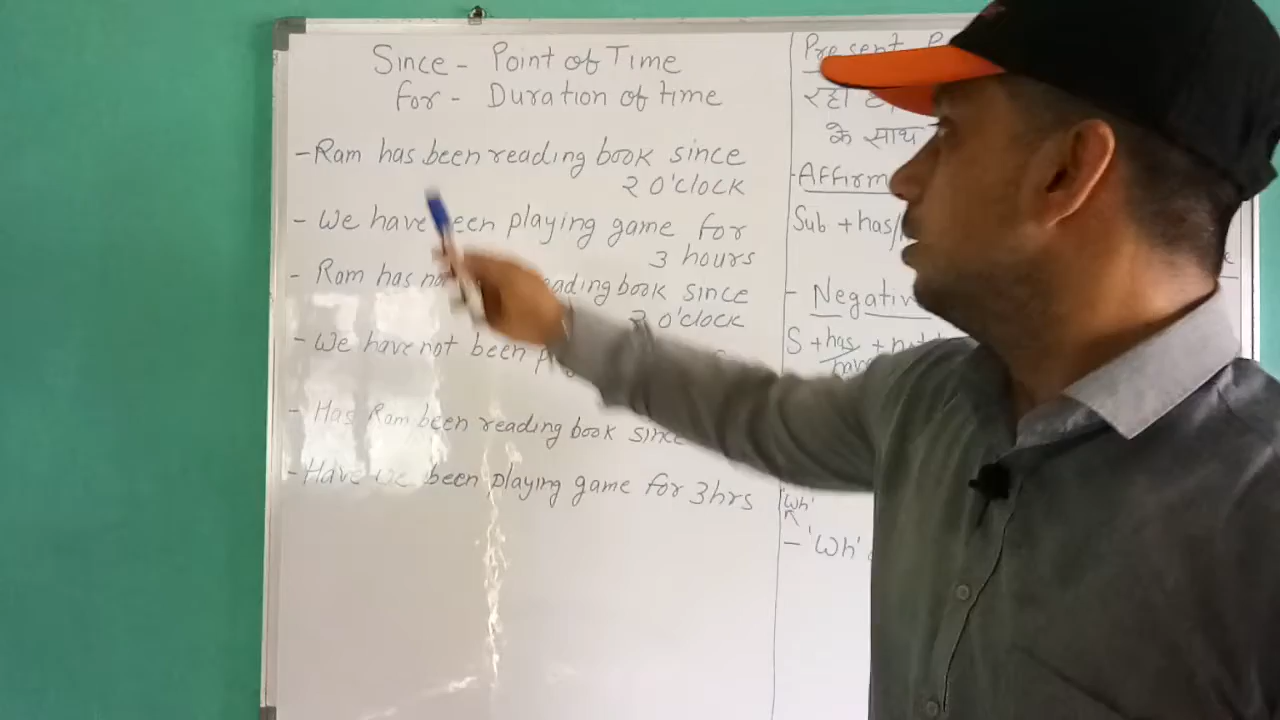 Since - Point of Time
for - Duration of time
- Ram has been reading book since
2 O'clock
- We have been playing game for
3 hours
- Ram has not reading book since
2 O'clock
- We have not been
- Has Ram been reading book since
- Have we been playing game for 3hrs
Present
रहा
के साथ
- Affirm
Sub + has/
- Negativ
S + has + not
have
'Wh'
- 'Wh'